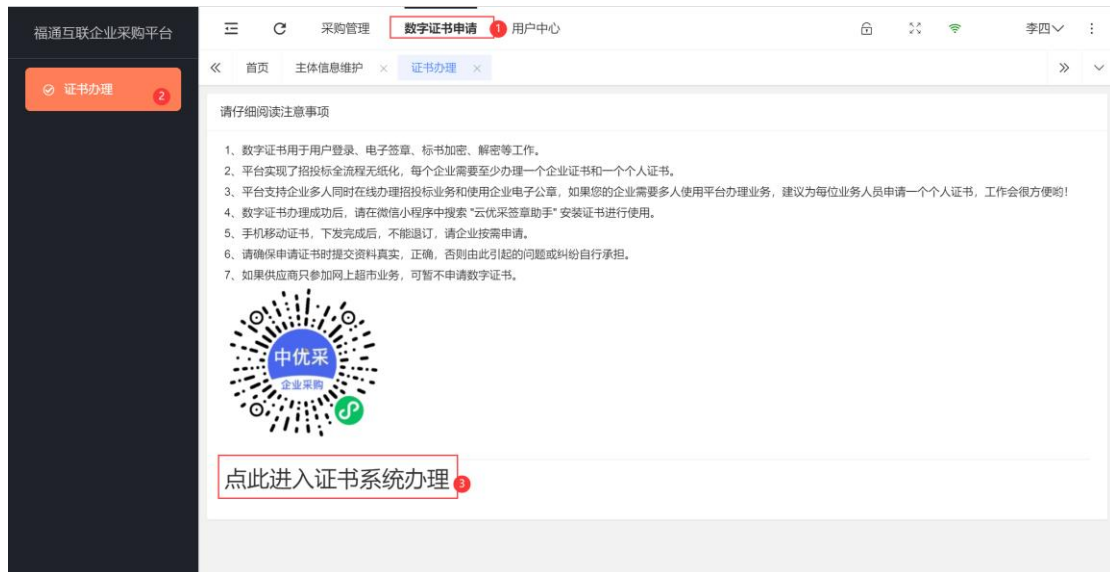 福通互联企业采购平台
采购管理
数字证书申请
1
用户中心
李四
首页
主体信息维护
证书办理
证书办理
2
请仔细阅读注意事项
1、数字证书用于用户登录、电子签章、标书加密、解密等工作。
2、平台实现了招投标全流程无纸化，每个企业需要至少办理一个企业证书和一个个人证书。
3、平台支持企业多人同时在线办理招投标业务和使用企业电子公章，如果您的企业需要多人使用平台办理业务，建议为每位业务人员申请一个个人证书，工作会很方便哟!
4、数字证书办理成功后，请在微信小程序中搜索 "云优采签章助手" 安装证书进行使用。
5、手机移动证书，下发完成后，不能退订，请企业按需申请。
6、请确保申请证书时提交资料真实，正确，否则由此引起的问题或纠纷自行承担。
7、如果供应商只参加网上超市业务，可暂不申请数字证书。
中优采
企业采购
点此进入证书系统办理
3